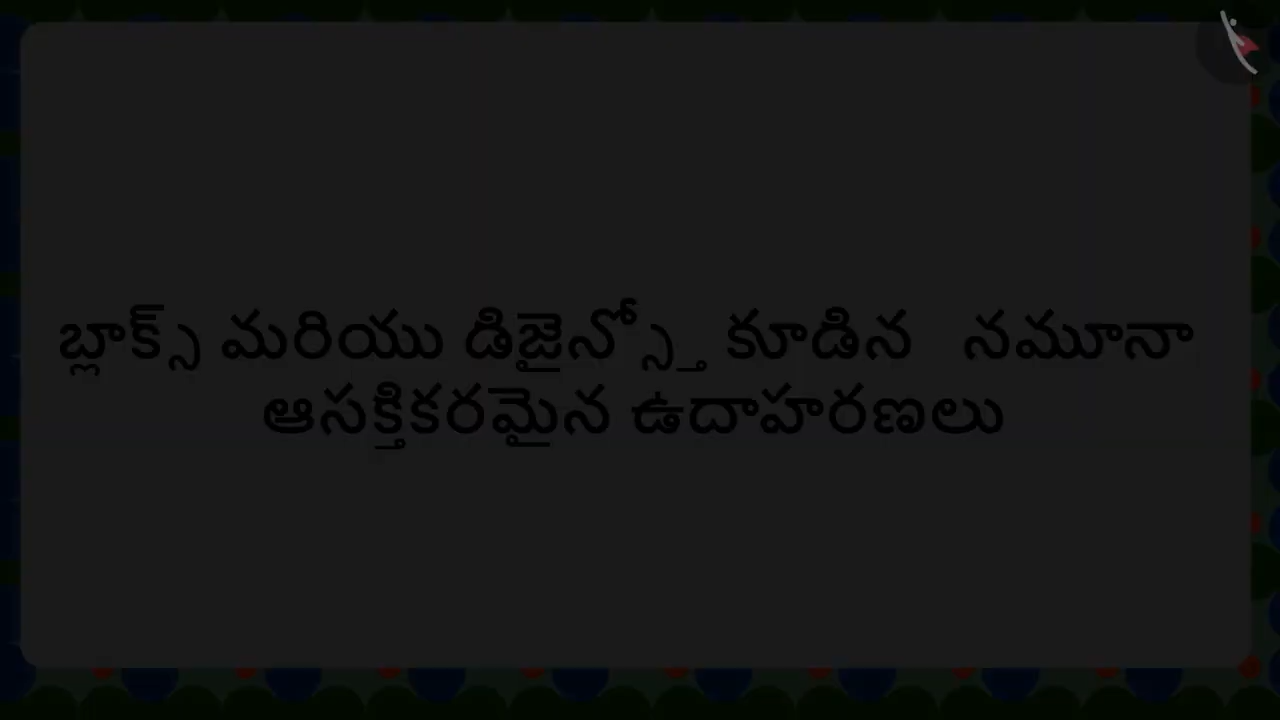 బ్లాక్స్ మరియు డిజైన్స్తో కూడిన నమూనా
ఆసక్తికరమైన ఉదాహరణలు